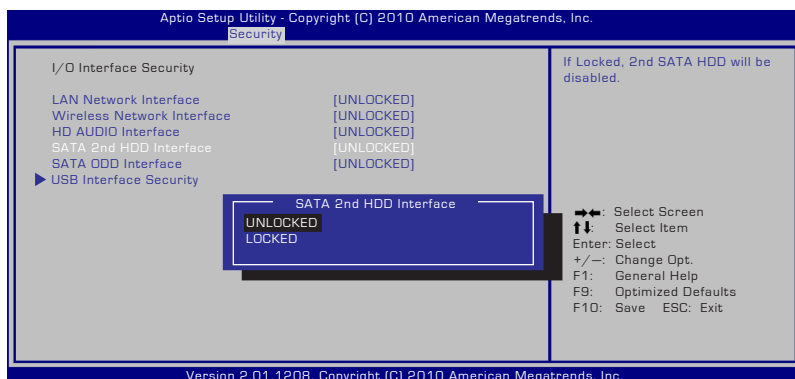 Aptio Setup Utility - Copyright (C) 2010 American Megatrends, Inc.
Security
I/O Interface Security
LAN Network Interface [UNLOCKED]
Wireless Network Interface [UNLOCKED]
HD AUDIO Interface [UNLOCKED]
SATA 2nd HDD Interface [UNLOCKED]
SATA ODD Interface [UNLOCKED]
USB Interface Security
SATA 2nd HDD Interface
UNLOCKED
LOCKED
If Locked, 2nd SATA HDD will be
disabled.
→←: Select Screen
↑↓: Select Item
Enter: Select
+/—: Change Opt.
F1: General Help
F9: Optimized Defaults
F10: Save ESC: Exit
Version 2.01.1208. Copyright (C) 2010 American Megatrends, Inc.